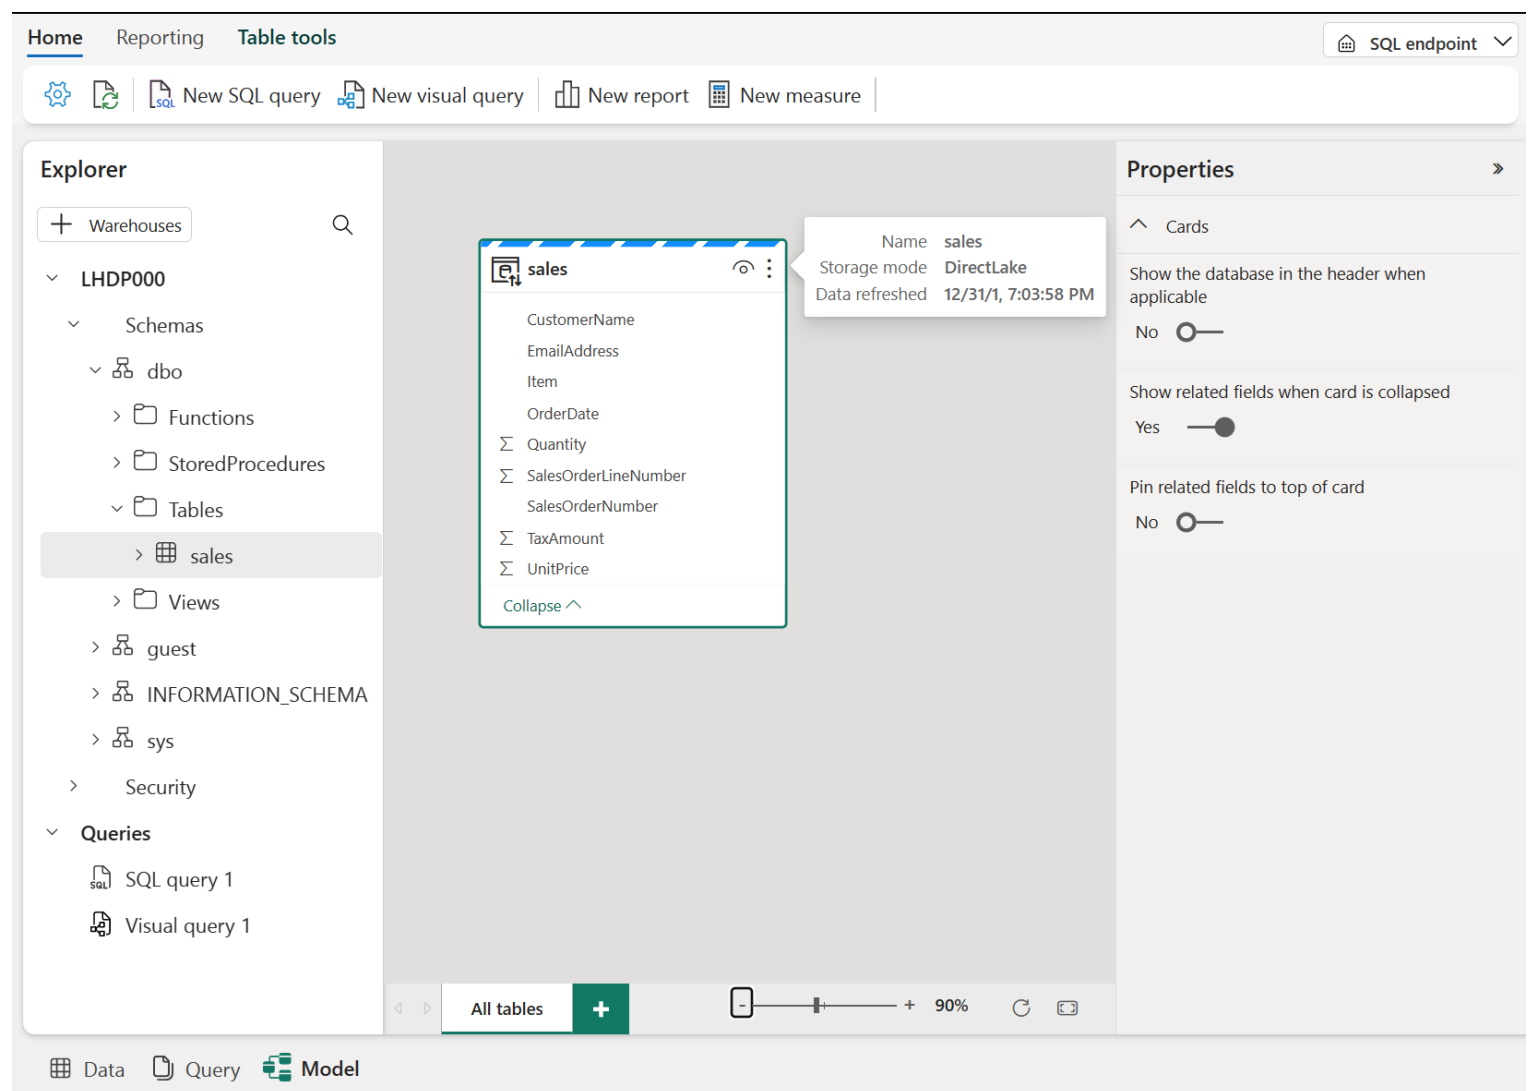 Home Reporting Table tools
SQL endpoint
New SQL query New visual query New report New measure
Explorer
Warehouses
LHDP000
Schemas
dbo
Functions
StoredProcedures
Tables
sales
Views
guest
INFORMATION_SCHEMA
sys
Security
Queries
SQL query 1
Visual query 1
sales
CustomerName
EmailAddress
Item
OrderDate
Σ Quantity
Σ SalesOrderLineNumber
SalesOrderNumber
Σ TaxAmount
Σ UnitPrice
Collapse
Name sales
Storage mode DirectLake
Data refreshed 12/31/1, 7:03:58 PM
Properties
Cards
Show the database in the header when
applicable
No
Show related fields when card is collapsed
Yes
Pin related fields to top of card
No
All tables + - + 90%
Data Query Model